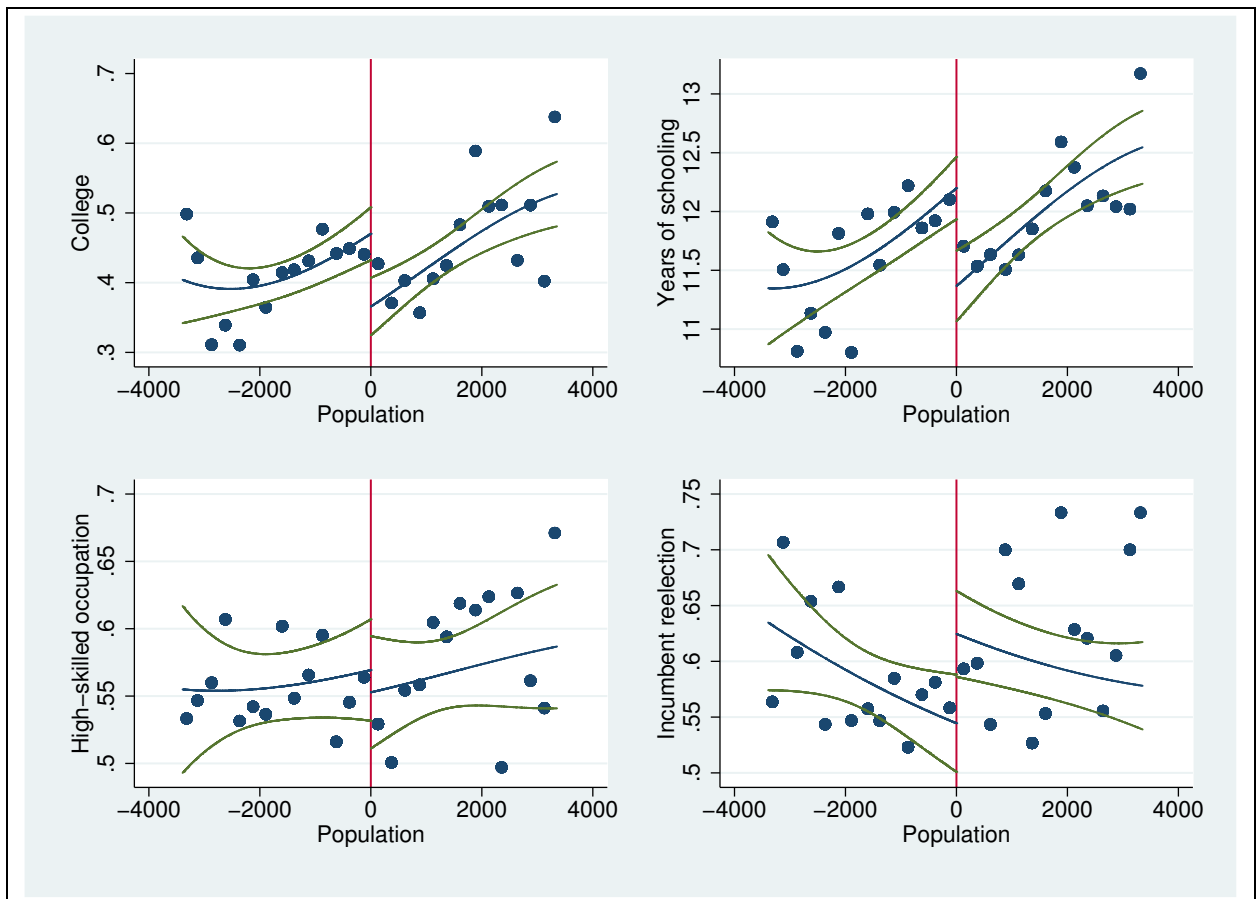 College
.7
.6
.5
.4
.3
−4000 −2000 0 2000 4000
Population
Years of schooling
13
12.5
12
11.5
11
−4000 −2000 0 2000 4000
Population
High−skilled occupation
.7
.65
.6
.55
.5
−4000 −2000 0 2000 4000
Population
Incumbent reelection
.75
.7
.65
.6
.55
.5
−4000 −2000 0 2000 4000
Population